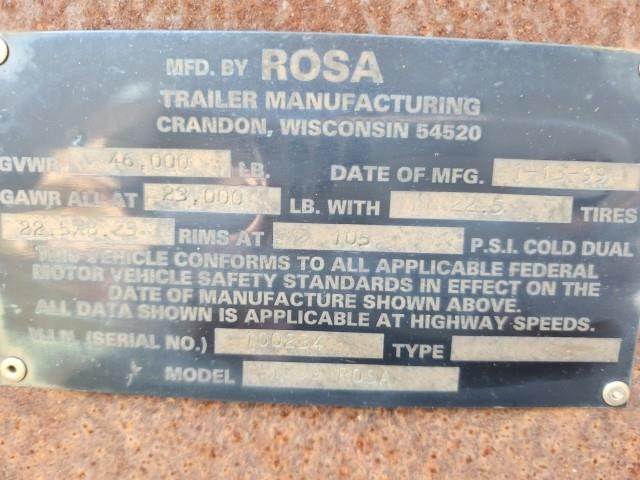 MFD. BY ROSA
TRAILER MANUFACTURING
CRANDON, WISCONSIN 54520
GVWR 46,000 LB. DATE OF MFG.
GAWR ALL AT 23,000 LB. WITH 22.5 TIRES
RIMS AT 105 P.S.I. COLD DUAL
THIS VEHICLE CONFORMS TO ALL APPLICABLE FEDERAL
MOTOR VEHICLE SAFETY STANDARDS IN EFFECT ON THE
DATE OF MANUFACTURE SHOWN ABOVE.
ALL DATA SHOWN IS APPLICABLE AT HIGHWAY SPEEDS.
V.I.N. (SERIAL NO.) TYPE
MODEL ROSA